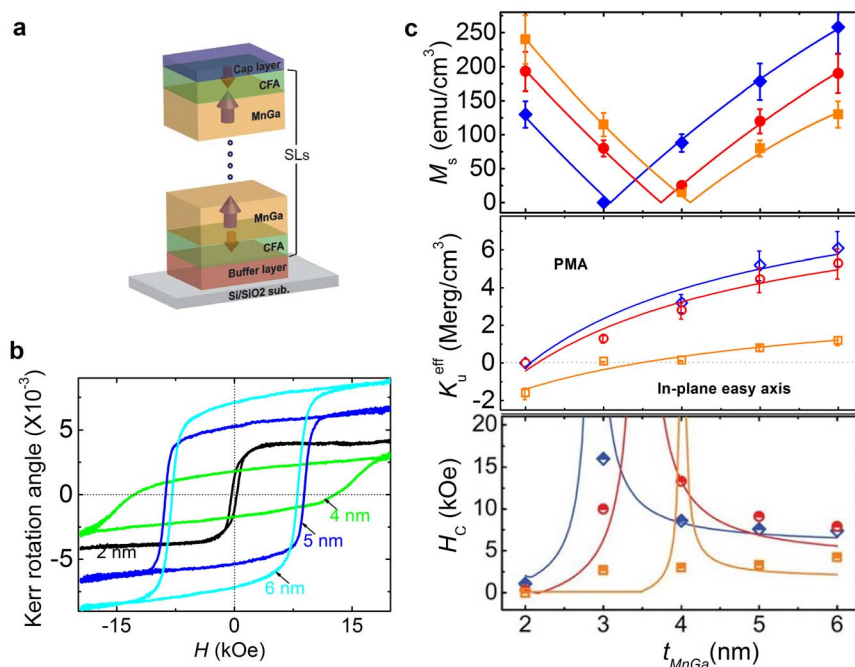 a
Cap layer
CFA
MnGa
SLs
MnGa
CFA
Buffer layer
Si/SiO2 sub.
b
Kerr rotation angle (X10⁻³)
5
0
-5
2 nm
4 nm
5 nm
6 nm
-15
0
15
H (kOe)
c
Mₛ (emu/cm³)
250
200
150
100
50
0
Kᵤᵉᶠᶠ (Merg/cm³)
6
4
2
0
-2
PMA
In-plane easy axis
H_C (kOe)
20
15
10
5
0
2
3
4
5
6
t_MnGa(nm)